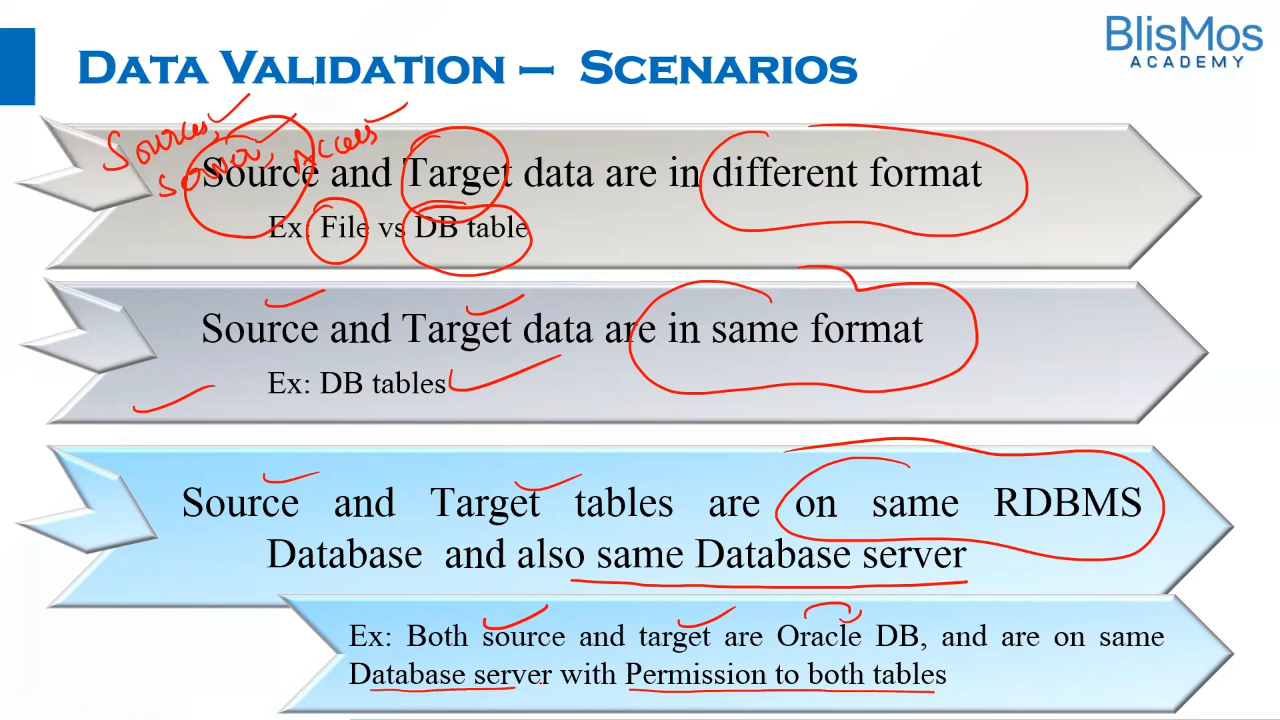 BlisMos
ACADEMY
DATA VALIDATION – SCENARIOS
Sources,
Server, Access
Source and Target data are in different format
Ex: File vs DB table
Source and Target data are in same format
Ex: DB tables
Source and Target tables are on same RDBMS
Database and also same Database server
Ex: Both source and target are Oracle DB, and are on same
Database server with Permission to both tables